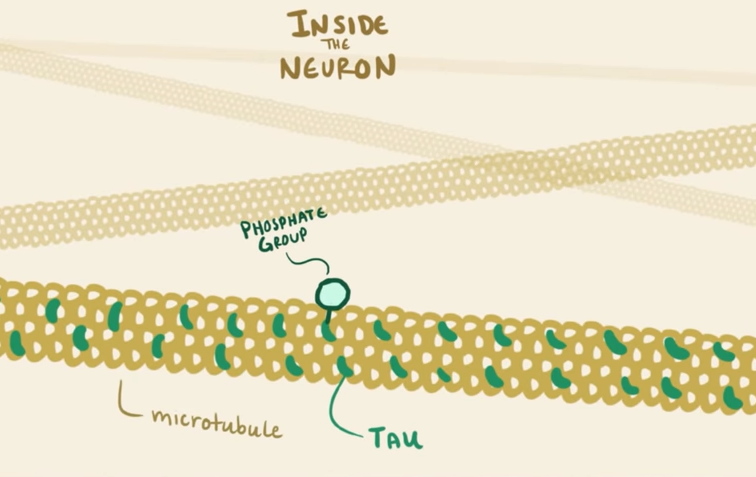 INSIDE
THE
NEURON
PHOSPHATE
GROUP
microtubule
TAU